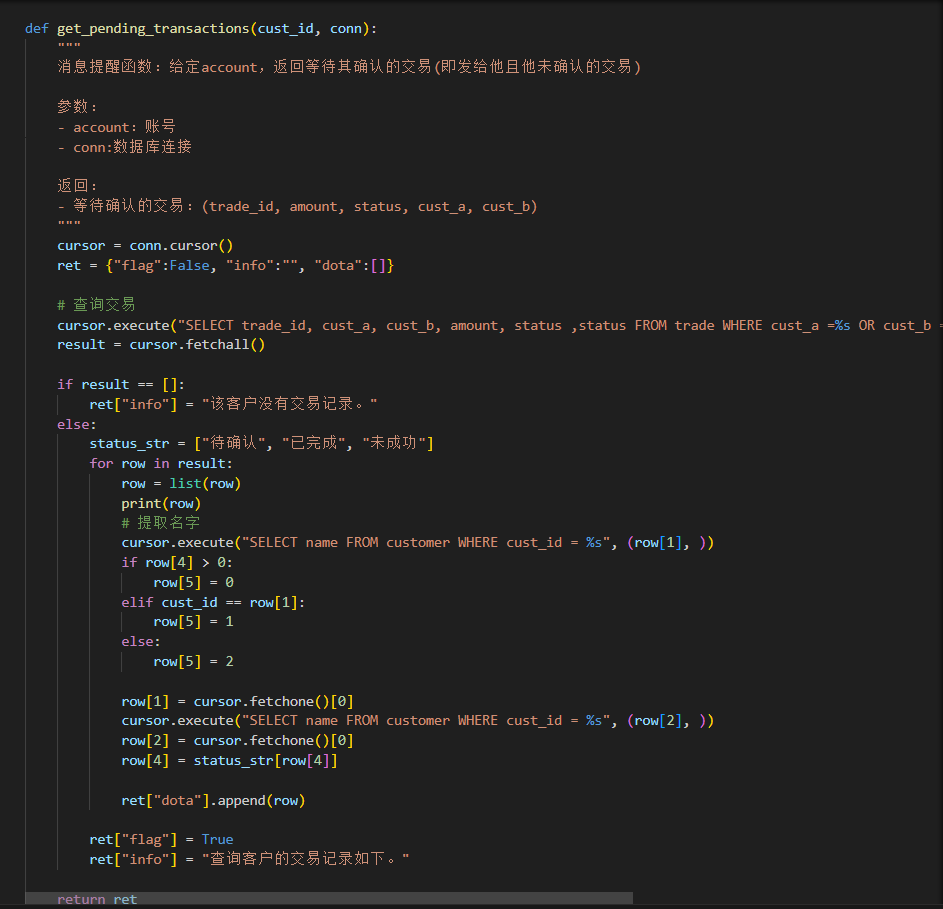 def get_pending_transactions(cust_id, conn):
    """
    消息提醒函数：给定account，返回等待其确认的交易(即发给他且他未确认的交易)
    参数：
    - account：账号
    - conn:数据库连接
    返回：
    - 等待确认的交易：(trade_id, amount, status, cust_a, cust_b)
    """
    cursor = conn.cursor()
    ret = {"flag":False, "info":"", "dota":[]}
    # 查询交易
    cursor.execute("SELECT trade_id, cust_a, cust_b, amount, status ,status FROM trade WHERE cust_a =%s OR cust_b =
    result = cursor.fetchall()
    if result == []:
        ret["info"] = "该客户没有交易记录。"
    else:
        status_str = ["待确认", "已完成", "未成功"]
        for row in result:
            row = list(row)
            print(row)
            # 提取名字
            cursor.execute("SELECT name FROM customer WHERE cust_id = %s", (row[1], ))
            if row[4] > 0:
                row[5] = 0
            elif cust_id == row[1]:
                row[5] = 1
            else:
                row[5] = 2
            row[1] = cursor.fetchone()[0]
            cursor.execute("SELECT name FROM customer WHERE cust_id = %s", (row[2], ))
            row[2] = cursor.fetchone()[0]
            row[4] = status_str[row[4]]
            ret["dota"].append(row)
        ret["flag"] = True
        ret["info"] = "查询客户的交易记录如下。"
    return ret